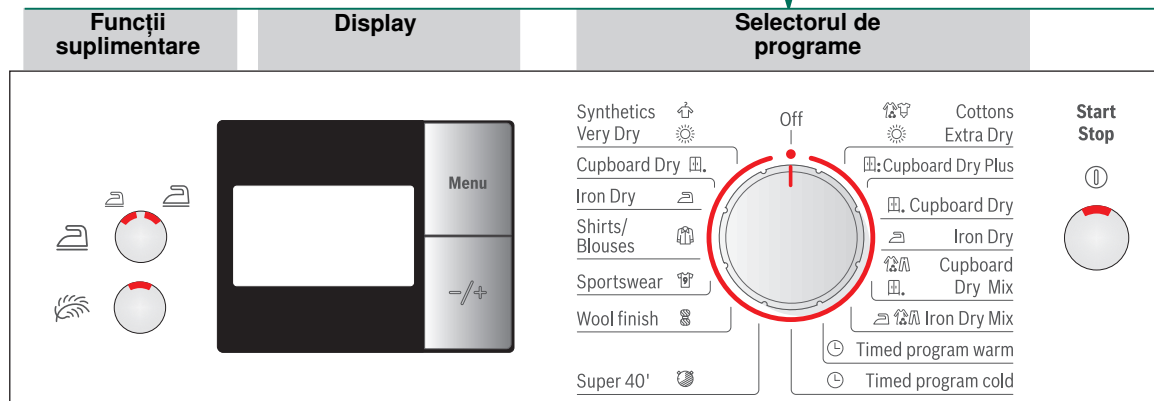 Funcții
suplimentare
Display
Selectorul de
programe
Menu
−/+
Synthetics
Very Dry
Cupboard Dry
Iron Dry
Shirts/
Blouses
Sportswear
Wool finish
Super 40'
Off
Cottons
Extra Dry
Cupboard Dry Plus
Cupboard Dry
Iron Dry
Cupboard
Dry Mix
Iron Dry Mix
Timed program warm
Timed program cold
Start
Stop